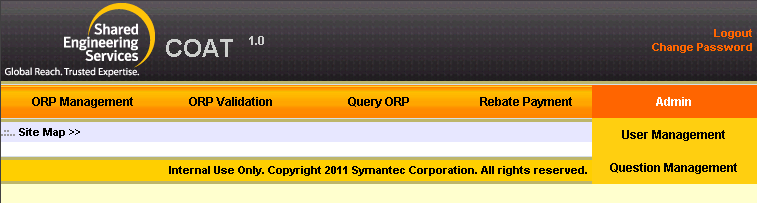 Shared
Engineering
Services
Global Reach. Trusted Expertise.
COAT 1.0
Logout
Change Password
ORP Management ORP Validation Query ORP Rebate Payment Admin
.::.. Site Map >>
User Management
Question Management
Internal Use Only. Copyright 2011 Symantec Corporation. All rights reserved.